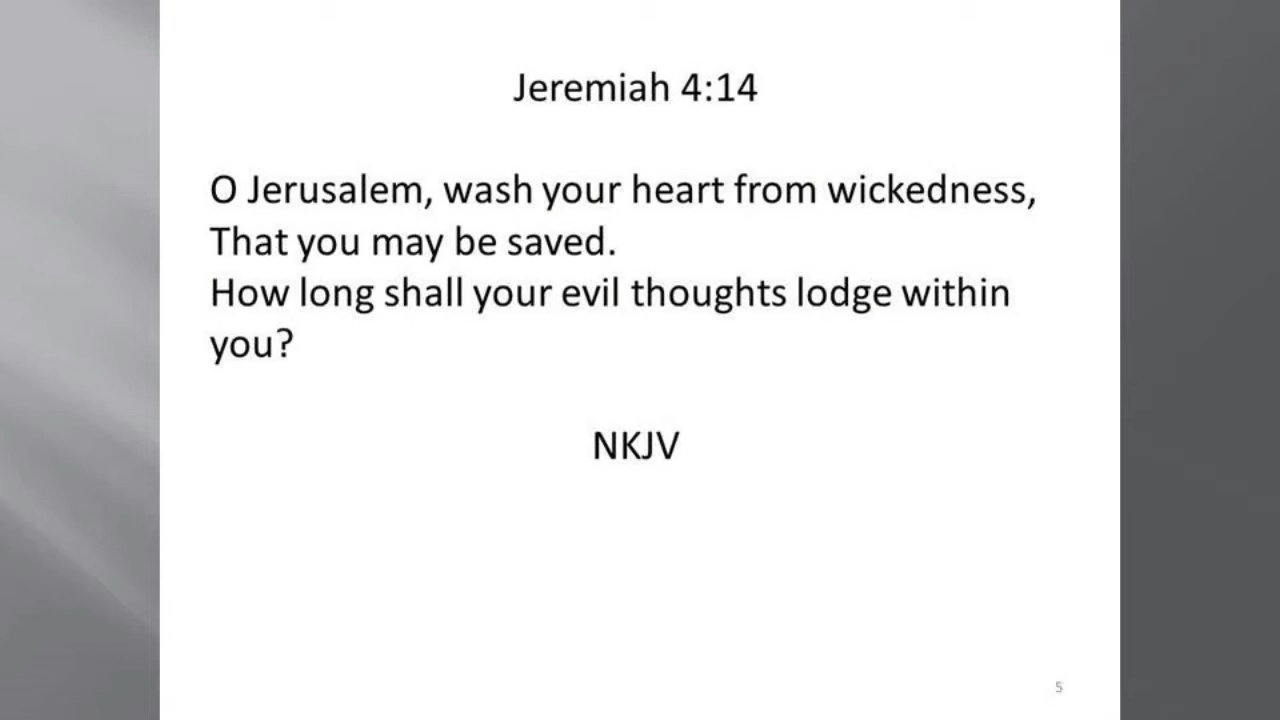 Jeremiah 4:14
O Jerusalem, wash your heart from wickedness,
That you may be saved.
How long shall your evil thoughts lodge within
you?
NKJV
5